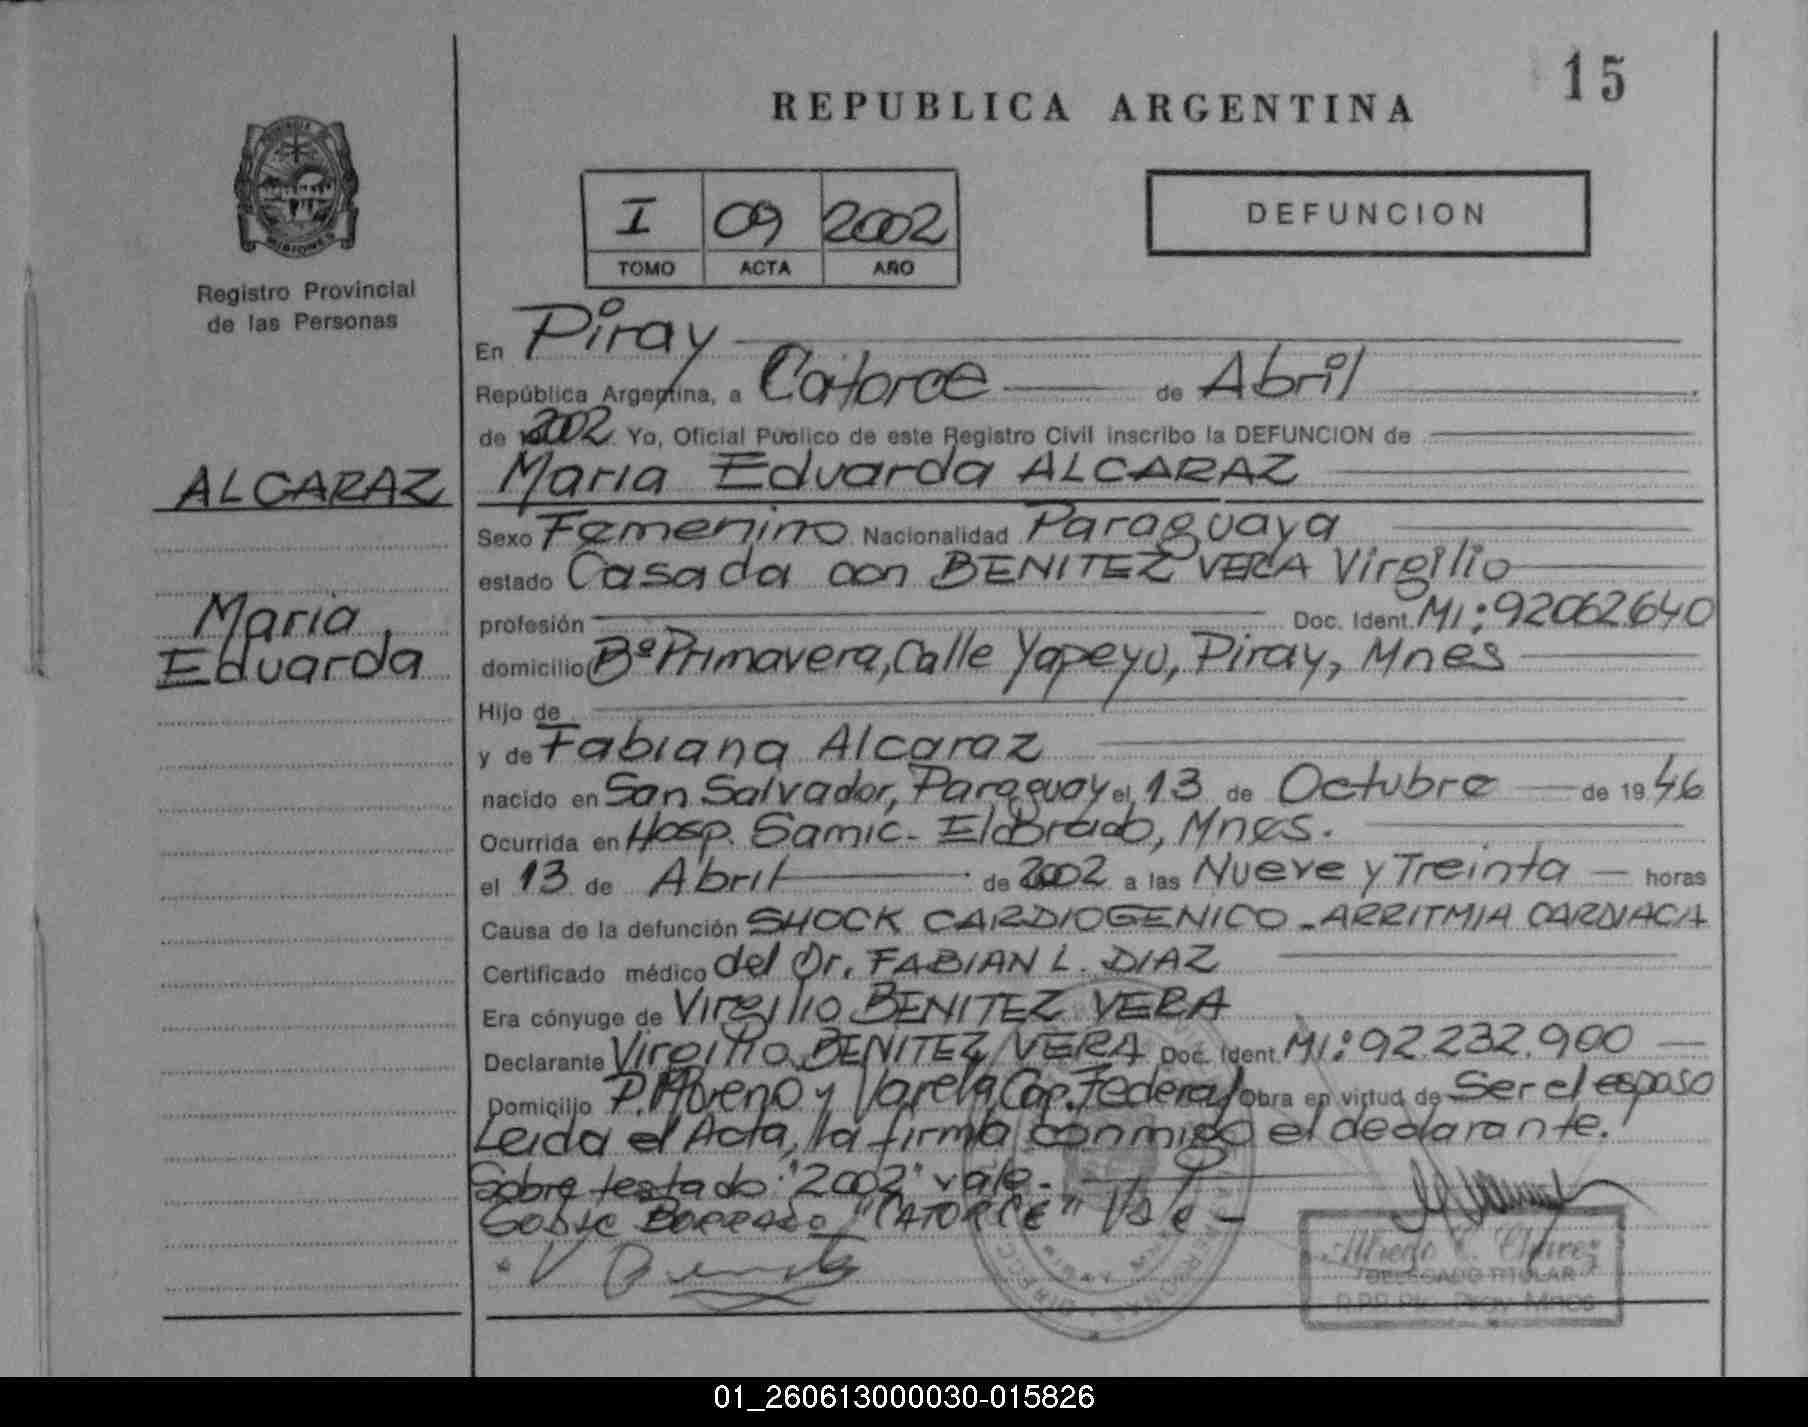 15
REPUBLICA ARGENTINA
I 09 2002
TOMO ACTA AÑO
DEFUNCION
MISIONES
Registro Provincial
de las Personas
ALCARAZ
Maria
Eduarda
En Piray
República Argentina, a Catorce de Abril
de 2002 Yo, Oficial Público de este Registro Civil inscribo la DEFUNCION de
Maria Eduarda ALCARAZ
Sexo Femenino Nacionalidad Paraguaya
estado Casada con BENITEZ VERA Virgilio
profesión Doc. Ident. MI: 92062640
domicilio Bº Primavera, Calle Yapeyu, Piray, Mnes
Hijo de
y de Fabiana Alcaraz
nacido en San Salvador, Paraguay el 13 de Octubre de 1946
Ocurrida en Hosp. Samic - Eldorado, Mnes.
el 13 de Abril de 2002 a las Nueve y Treinta horas
Causa de la defunción SHOCK CARDIOGENICO - ARRITMIA CARDIACA
Certificado médico del Dr. FABIAN L. DIAZ
Era cónyuge de Virgilio BENITEZ VERA
Declarante Virgilio BENITEZ VERA Doc. Ident. MI: 92.232.900
Domicilio P. Moreno y Varela, Cap. Federal Obra en virtud de Ser el esposo
Leida el Acta, la firma conmigo el declarante.
Sobre testado: "2002" vale.-
Sobre Borrado "CATORCE" Vale -
DELEGADO TITULAR
01_260613000030-015826